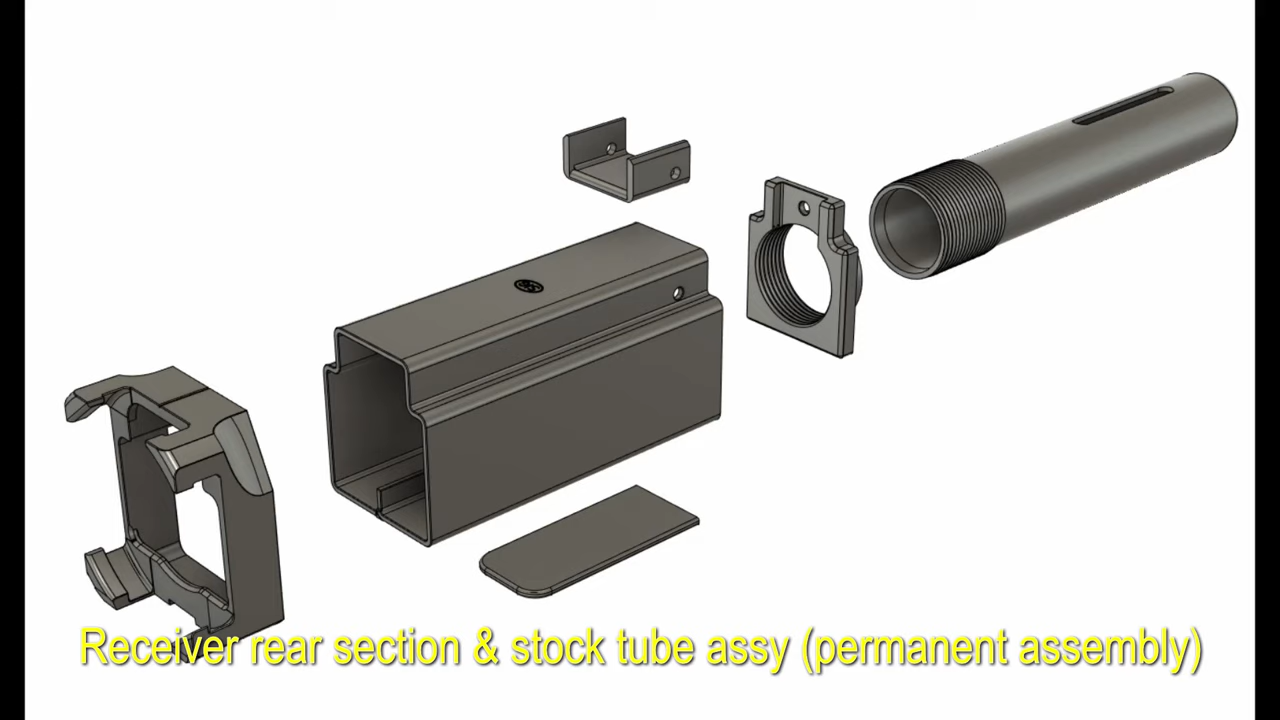 Receiver rear section & stock tube assy (permanent assembly)